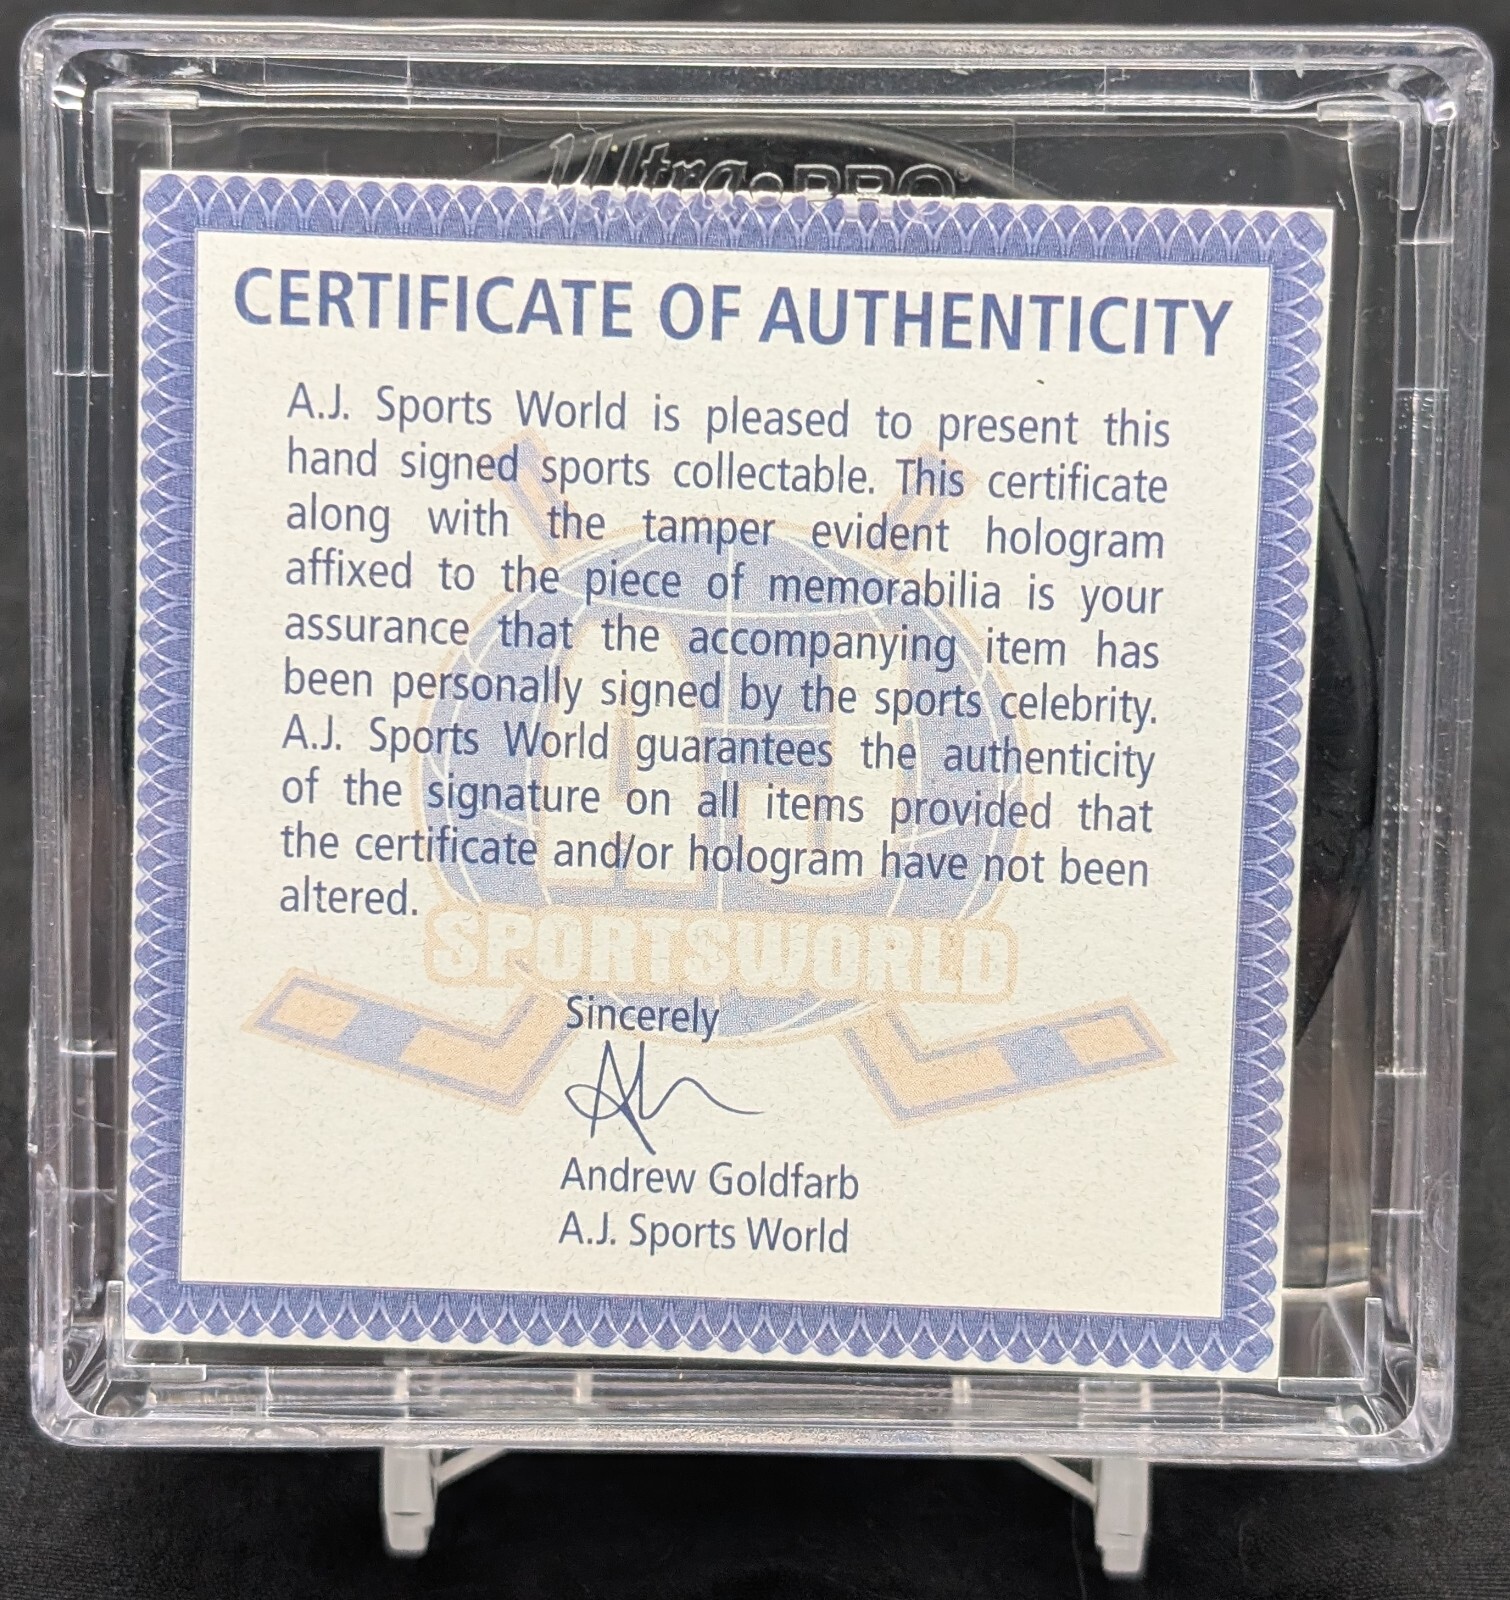 Ultra•PRO
CERTIFICATE OF AUTHENTICITY
A.J. Sports World is pleased to present this
hand signed sports collectable. This certificate
along with the tamper evident hologram
affixed to the piece of memorabilia is your
assurance that the accompanying item has
been personally signed by the sports celebrity.
A.J. Sports World guarantees the authenticity
of the signature on all items provided that
the certificate and/or hologram have not been
altered.
AJ
SPORTSWORLD
Sincerely
Andrew Goldfarb
A.J. Sports World